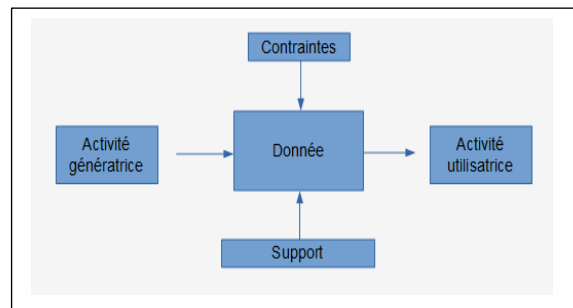 Contraintes
Activité
génératrice
Donnée
Activité
utilisatrice
Support